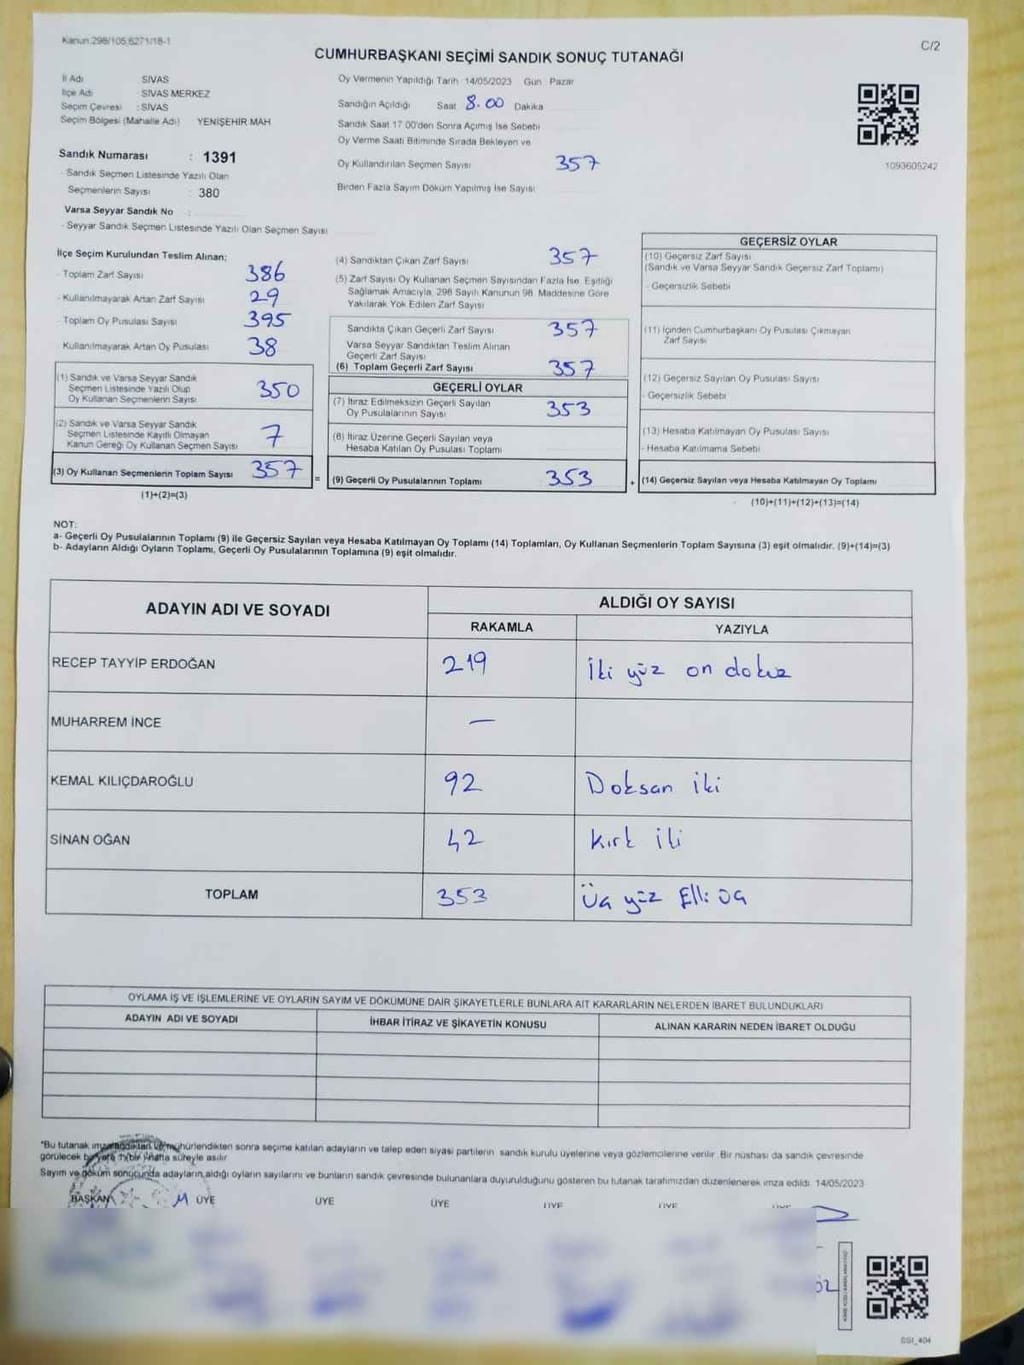 Kanun:298/105,6271/18-1
C/2
CUMHURBAŞKANI SEÇİMİ SANDIK SONUÇ TUTANAĞI
İl Adı SİVAS
İlçe Adı : SİVAS MERKEZ
Seçim Çevresi : SİVAS
Seçim Bölgesi (Mahalle Adı) YENİŞEHİR MAH
Sandık Numarası : 1391
- Sandık Seçmen Listesinde Yazılı Olan
Seçmenlerin Sayısı : 380
Varsa Seyyar Sandık No :
- Seyyar Sandık Seçmen Listesinde Yazılı Olan Seçmen Sayısı
Oy Vermenin Yapıldığı Tarih 14/05/2023 Gün Pazar
Sandığın Açıldığı Saat 8.00 Dakika
Sandık Saat 17.00'den Sonra Açılmış İse Sebebi
Oy Verme Saati Bitiminde Sırada Bekleyen ve
Oy Kullandırılan Seçmen Sayısı 357
Birden Fazla Sayım Döküm Yapılmış İse Sayısı
1093605242
İlçe Seçim Kurulundan Teslim Alınan;
- Toplam Zarf Sayısı 386
- Kullanılmayarak Artan Zarf Sayısı 29
- Toplam Oy Pusulası Sayısı 395
Kullanılmayarak Artan Oy Pusulası 38
(1) Sandık ve Varsa Seyyar Sandık
Seçmen Listesinde Yazılı Olup
Oy Kullanan Seçmenlerin Sayısı 350
(2) Sandık ve Varsa Seyyar Sandık
Seçmen Listesinde Kayıtlı Olmayan
Kanun Gereği Oy Kullanan Seçmen Sayısı 7
(3) Oy Kullanan Seçmenlerin Toplam Sayısı 357 =
(1)+(2)=(3)
(4) Sandıktan Çıkan Zarf Sayısı 357
(5) Zarf Sayısı Oy Kullanan Seçmen Sayısından Fazla İse, Eşitliği
Sağlamak Amacıyla, 298 Sayılı Kanunun 98. Maddesine Göre
Yakılarak Yok Edilen Zarf Sayısı
Sandıkta Çıkan Geçerli Zarf Sayısı 357
Varsa Seyyar Sandıktan Teslim Alınan
Geçerli Zarf Sayısı
(6) Toplam Geçerli Zarf Sayısı 357
GEÇERLİ OYLAR
(7) İtiraz Edilmeksizin Geçerli Sayılan
Oy Pusulalarının Sayısı 353
(8) İtiraz Üzerine Geçerli Sayılan veya
Hesaba Katılan Oy Pusulası Toplamı
(9) Geçerli Oy Pusulalarının Toplamı 353 +
GEÇERSİZ OYLAR
(10) Geçersiz Zarf Sayısı
(Sandık ve Varsa Seyyar Sandık Geçersiz Zarf Toplamı)
- Geçersizlik Sebebi
(11) İçinden Cumhurbaşkanı Oy Pusulası Çıkmayan
Zarf Sayısı
(12) Geçersiz Sayılan Oy Pusulası Sayısı
- Geçersizlik Sebebi
(13) Hesaba Katılmayan Oy Pusulası Sayısı
- Hesaba Katılmama Sebebi
(14) Geçersiz Sayılan veya Hesaba Katılmayan Oy Toplamı
(10)+(11)+(12)+(13)=(14)
NOT:
a- Geçerli Oy Pusulalarının Toplamı (9) ile Geçersiz Sayılan veya Hesaba Katılmayan Oy Toplamı (14) Toplamları, Oy Kullanan Seçmenlerin Toplam Sayısına (3) eşit olmalıdır. (9)+(14)=(3)
b- Adayların Aldığı Oyların Toplamı, Geçerli Oy Pusulalarının Toplamına (9) eşit olmalıdır.
ADAYIN ADI VE SOYADI ALDIĞI OY SAYISI
RAKAMLA YAZIYLA
RECEP TAYYİP ERDOĞAN 219 İki yüz on dokuz
MUHARREM İNCE —
KEMAL KILIÇDAROĞLU 92 Doksan iki
SİNAN OĞAN 42 Kırk iki
TOPLAM 353 Üç yüz Elli üç
OYLAMA İŞ VE İŞLEMLERİNE VE OYLARIN SAYIM VE DÖKÜMÜNE DAİR ŞİKAYETLERLE BUNLARA AİT KARARLARIN NELERDEN İBARET BULUNDUKLARI
ADAYIN ADI VE SOYADI İHBAR İTİRAZ VE ŞİKAYETİN KONUSU ALINAN KARARIN NEDEN İBARET OLDUĞU
*Bu tutanak imzalandıktan ve mühürlendikten sonra seçime katılan adayların ve talep eden siyasi partilerin sandık kurulu üyelerine veya gözlemcilerine verilir. Bir nüshası da sandık çevresinde
görülecek bir yere 1 (bir) hafta süreyle asılır.
Sayım ve döküm sonucunda adayların aldığı oyların sayılarını ve bunların sandık çevresinde bulunanlara duyurulduğunu gösteren bu tutanak tarafımızdan düzenlenerek imza edildi. 14/05/2023
BAŞKAN ÜYE ÜYE ÜYE ÜYE ÜYE
SSI_404